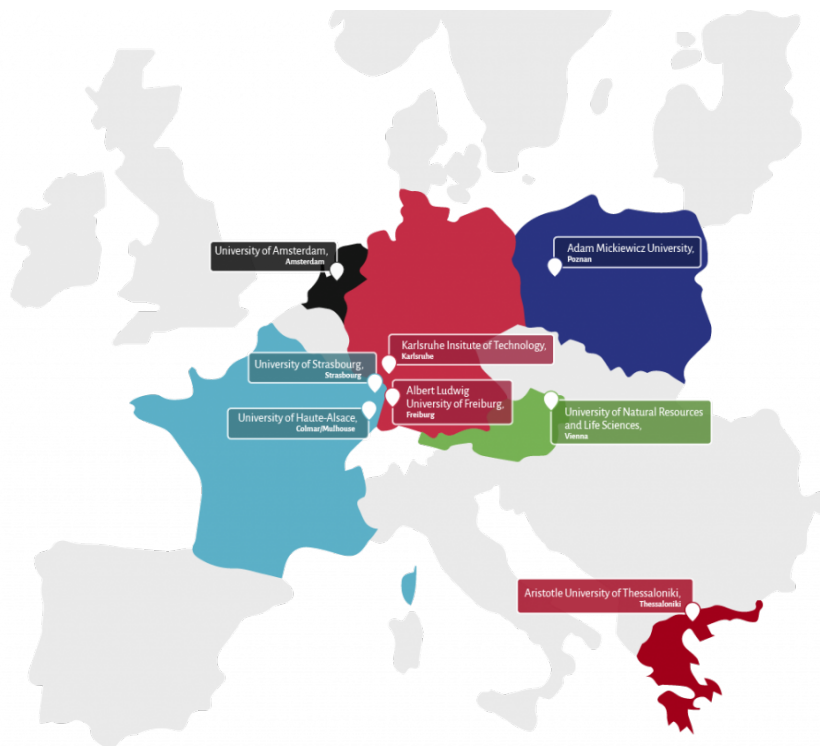 University of Amsterdam,
Amsterdam
Adam Mickiewicz University,
Poznan
Karlsruhe Insitute of Technology,
Karlsruhe
University of Strasbourg,
Strasbourg
Albert Ludwig
University of Freiburg,
Freiburg
University of Haute-Alsace,
Colmar/Mulhouse
University of Natural Resources
and Life Sciences,
Vienna
Aristotle University of Thessaloniki,
Thessaloniki